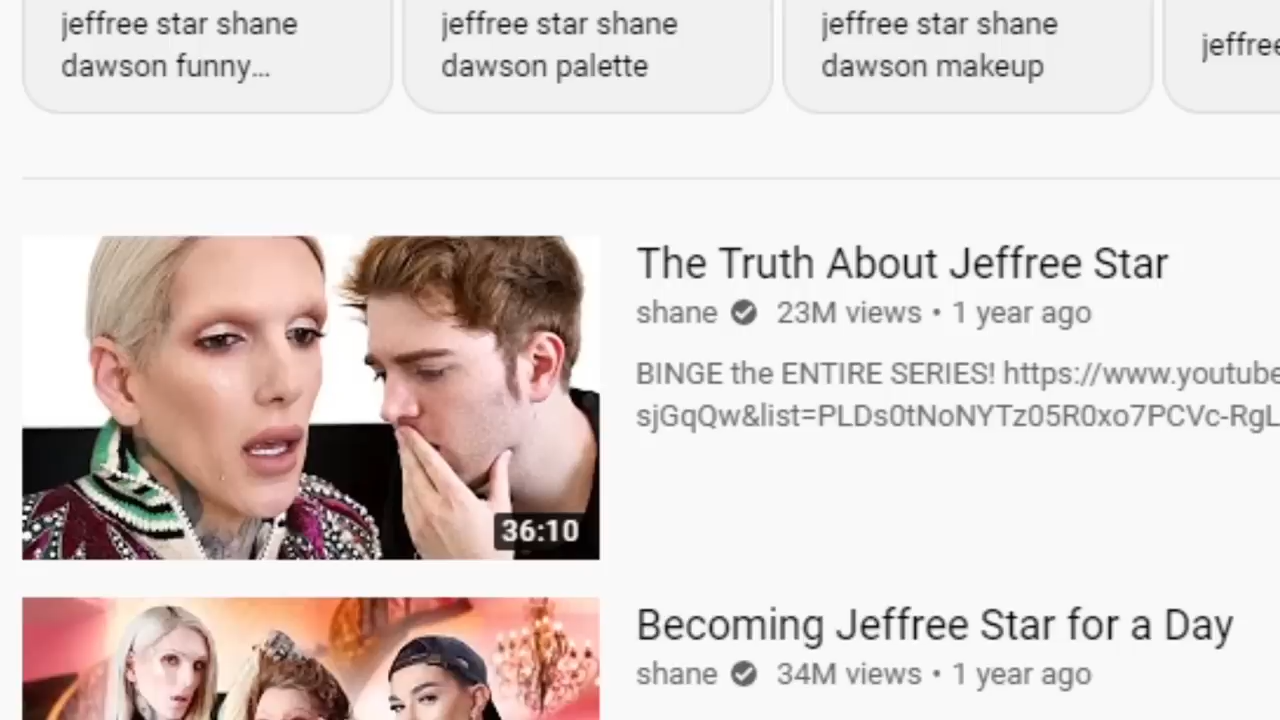 jeffree star shane
dawson funny...
jeffree star shane
dawson palette
jeffree star shane
dawson makeup
jeffree
The Truth About Jeffree Star
shane 23M views • 1 year ago
BINGE the ENTIRE SERIES! https://www.youtube
sjGqQw&list=PLDs0tNoNYTz05R0xo7PCVc-RgL
36:10
Becoming Jeffree Star for a Day
shane 34M views • 1 year ago